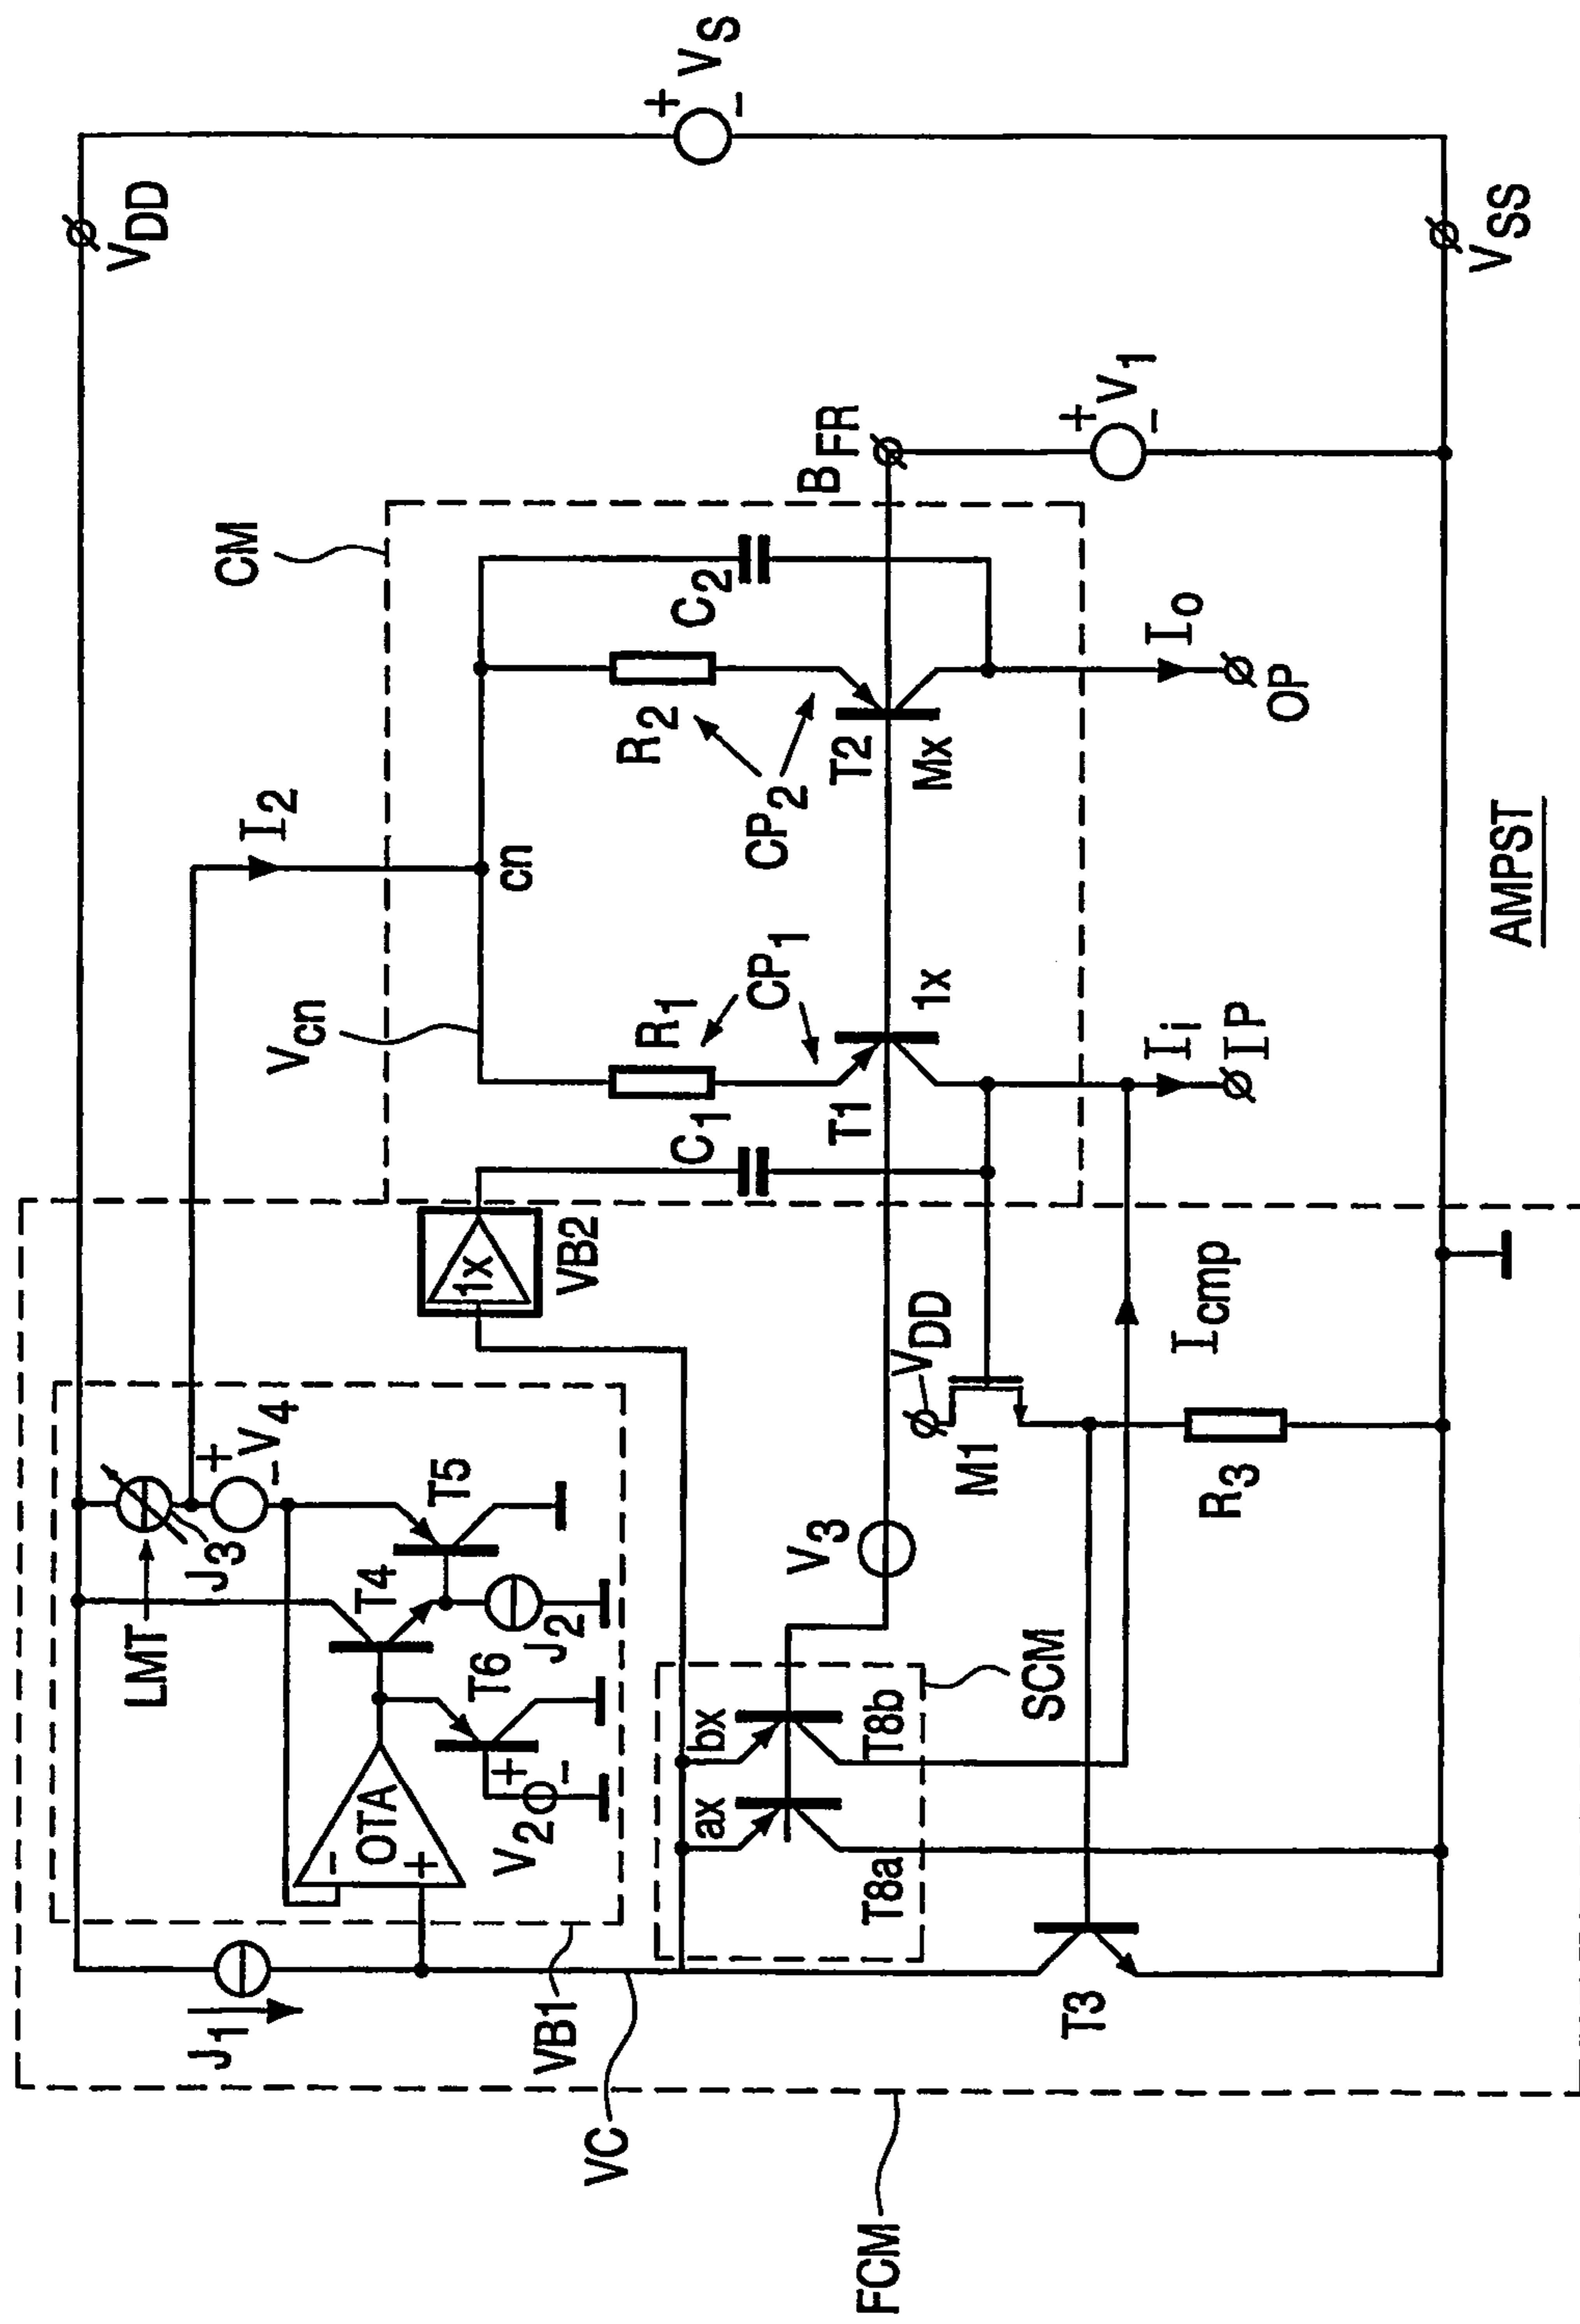 FCM
VC
VB1
J1
LMT
J3
+
V4
-
T4
T5
J2
T6
V2
+
-
OTA
-
+
VB2
1x
ax
bx
T8a
T8b
SCM
T3
V3
VDD
M1
R3
Icmp
CM
Vcn
I2
cn
R1
CP1
C1
T1
1x
Ii
IP
R2
CP2
C2
T2
Mx
Io
OP
BFR
+
V1
-
VDD
+
VS
-
VSS
AMPST